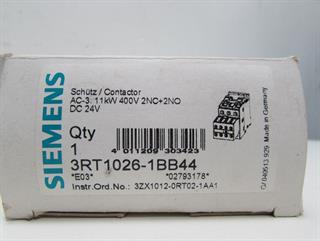 SIEMENS
Schütz / Contactor
AC-3: 11kW 400V 2NC+2NO
DC 24V
Qty
1
4 011209 303423
3RT1026-1BB44
*E03* *02793178*
Instr.Ord.No.: 3ZX1012-0RT02-1AA1
Made in Germany